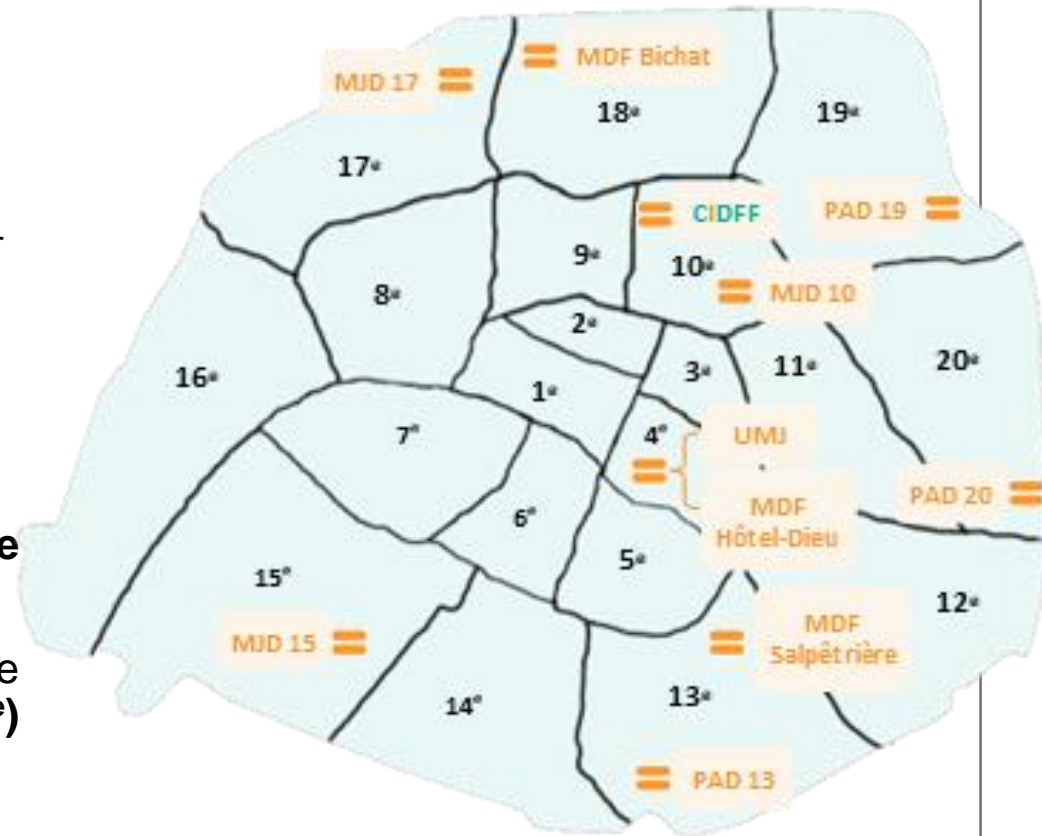 MDF Bichat
MJD 17
18e
19e
17e
CIDFF
PAD 19
9e
10e
MJD 10
8e
2e
11e
20e
3e
16e
1e
7e
4e
UMJ
PAD 20
MDF
Hôtel-Dieu
6e
e
5e
15e
12e
MJD 15
MDF
Salpêtrière
e
e)
13e
14e
PAD 13